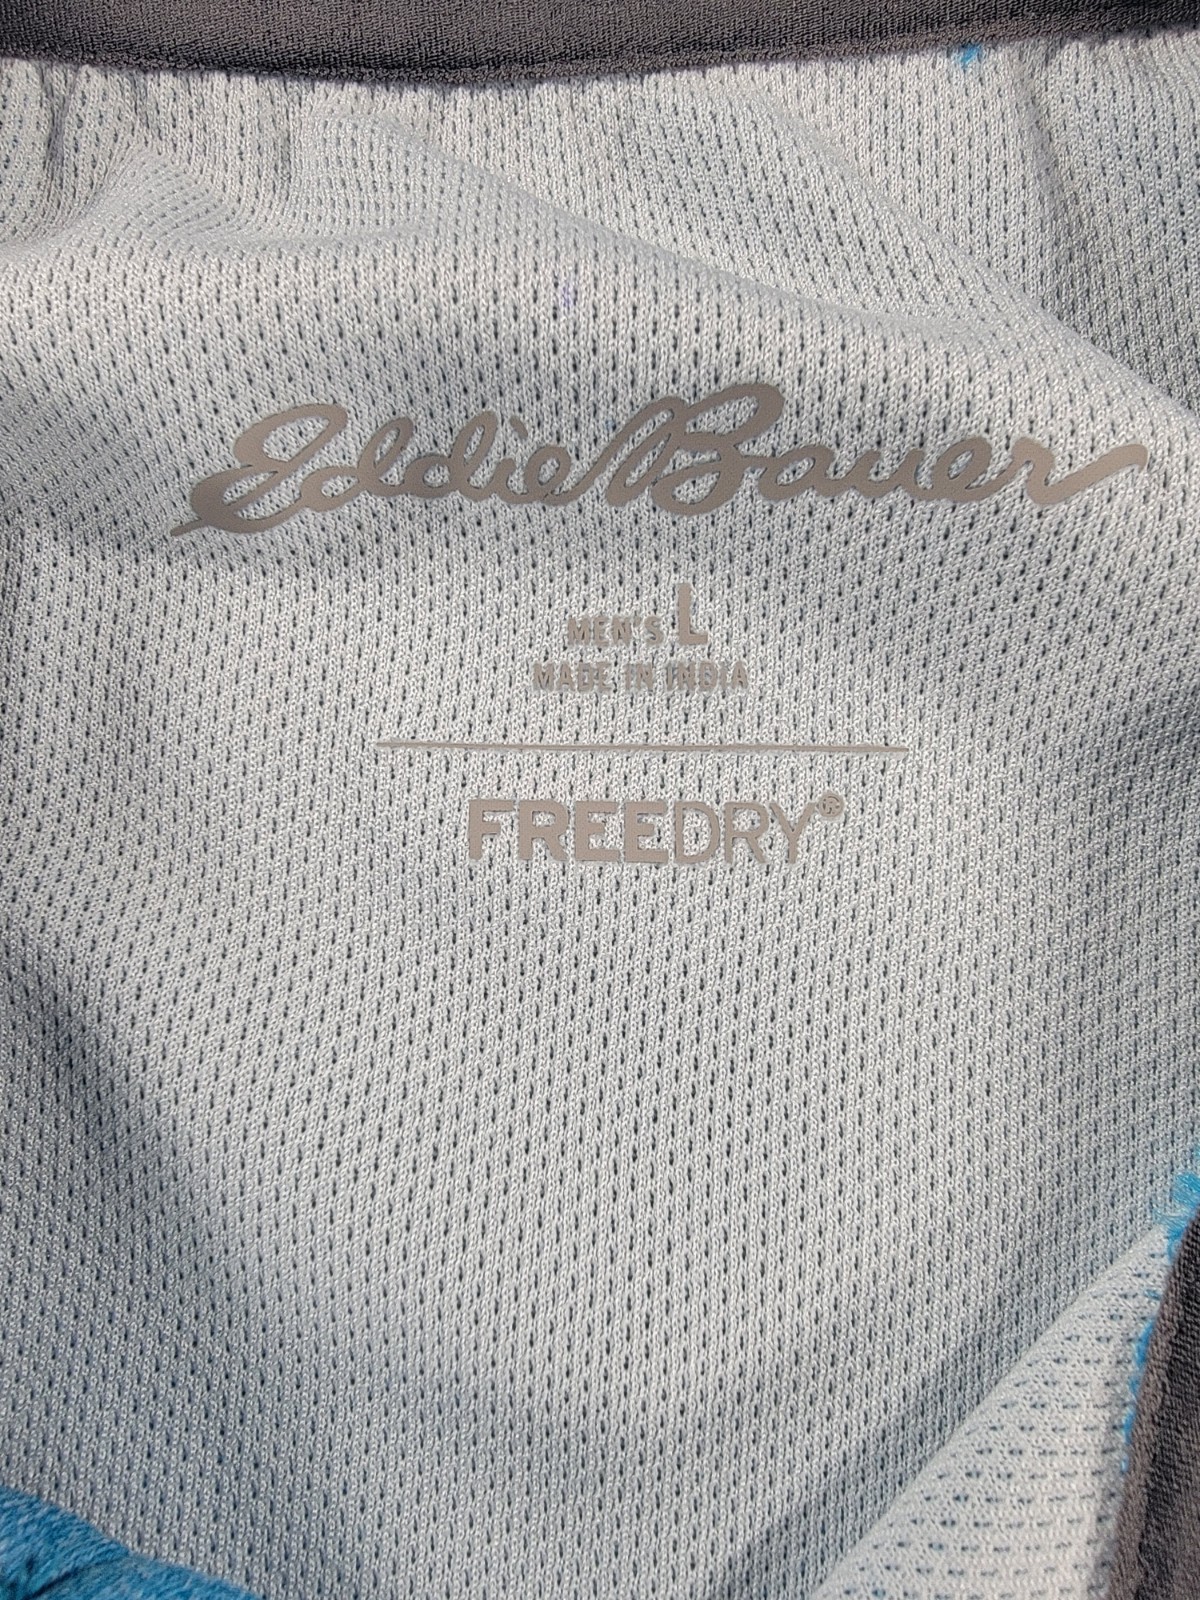 Eddie Bauer
MEN'S L
MADE IN INDIA
FREEDRY®